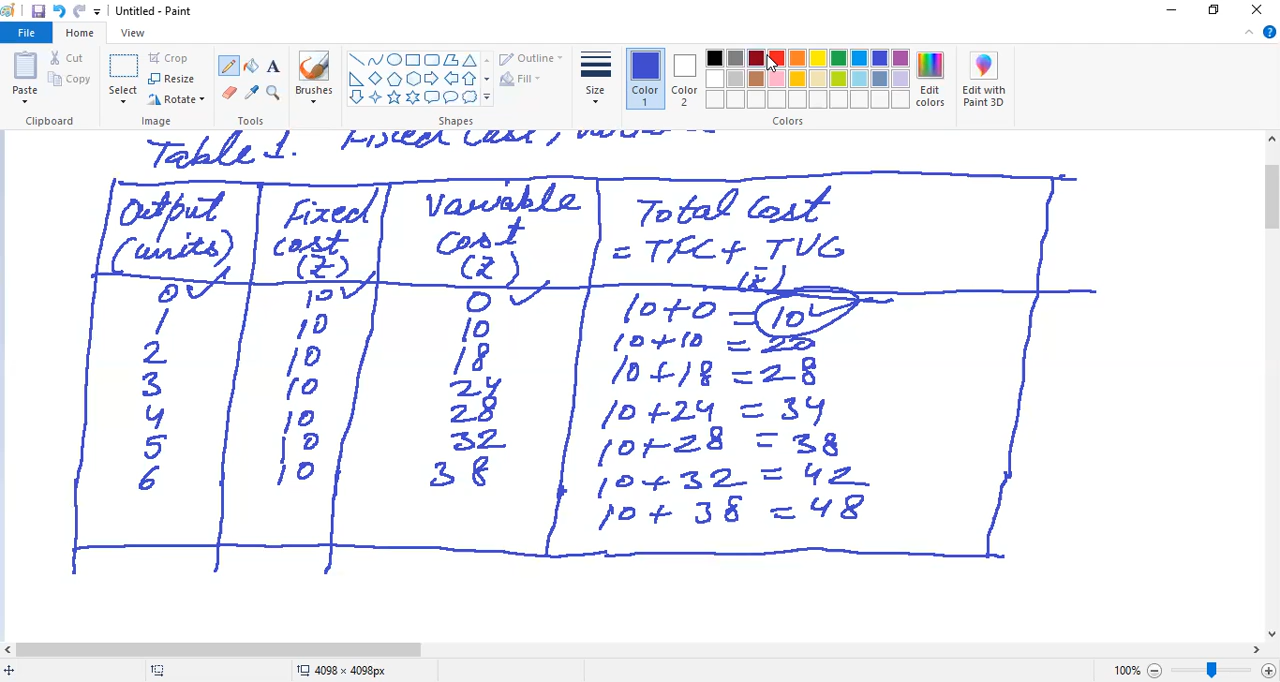 Untitled - Paint
File
Home
View
Paste
Cut
Copy
Clipboard
Select
Crop
Resize
Rotate
Image
A
Tools
Brushes
Outline
Fill
Shapes
Size
Color 1
Color 2
Edit colors
Edit with Paint 3D
Colors
Table 1. Fixed Cost,
Output (units)
Fixed cost (₹)
Variable cost (₹)
Total Cost = TFC + TVC (₹)
0 10 0 10+0 = 10
1 10 10 10+10 = 20
2 10 18 10+18 = 28
3 10 24 10+24 = 34
4 10 28 10+28 = 38
5 10 32 10+32 = 42
6 10 38 10+38 = 48
4098 × 4098px
100%